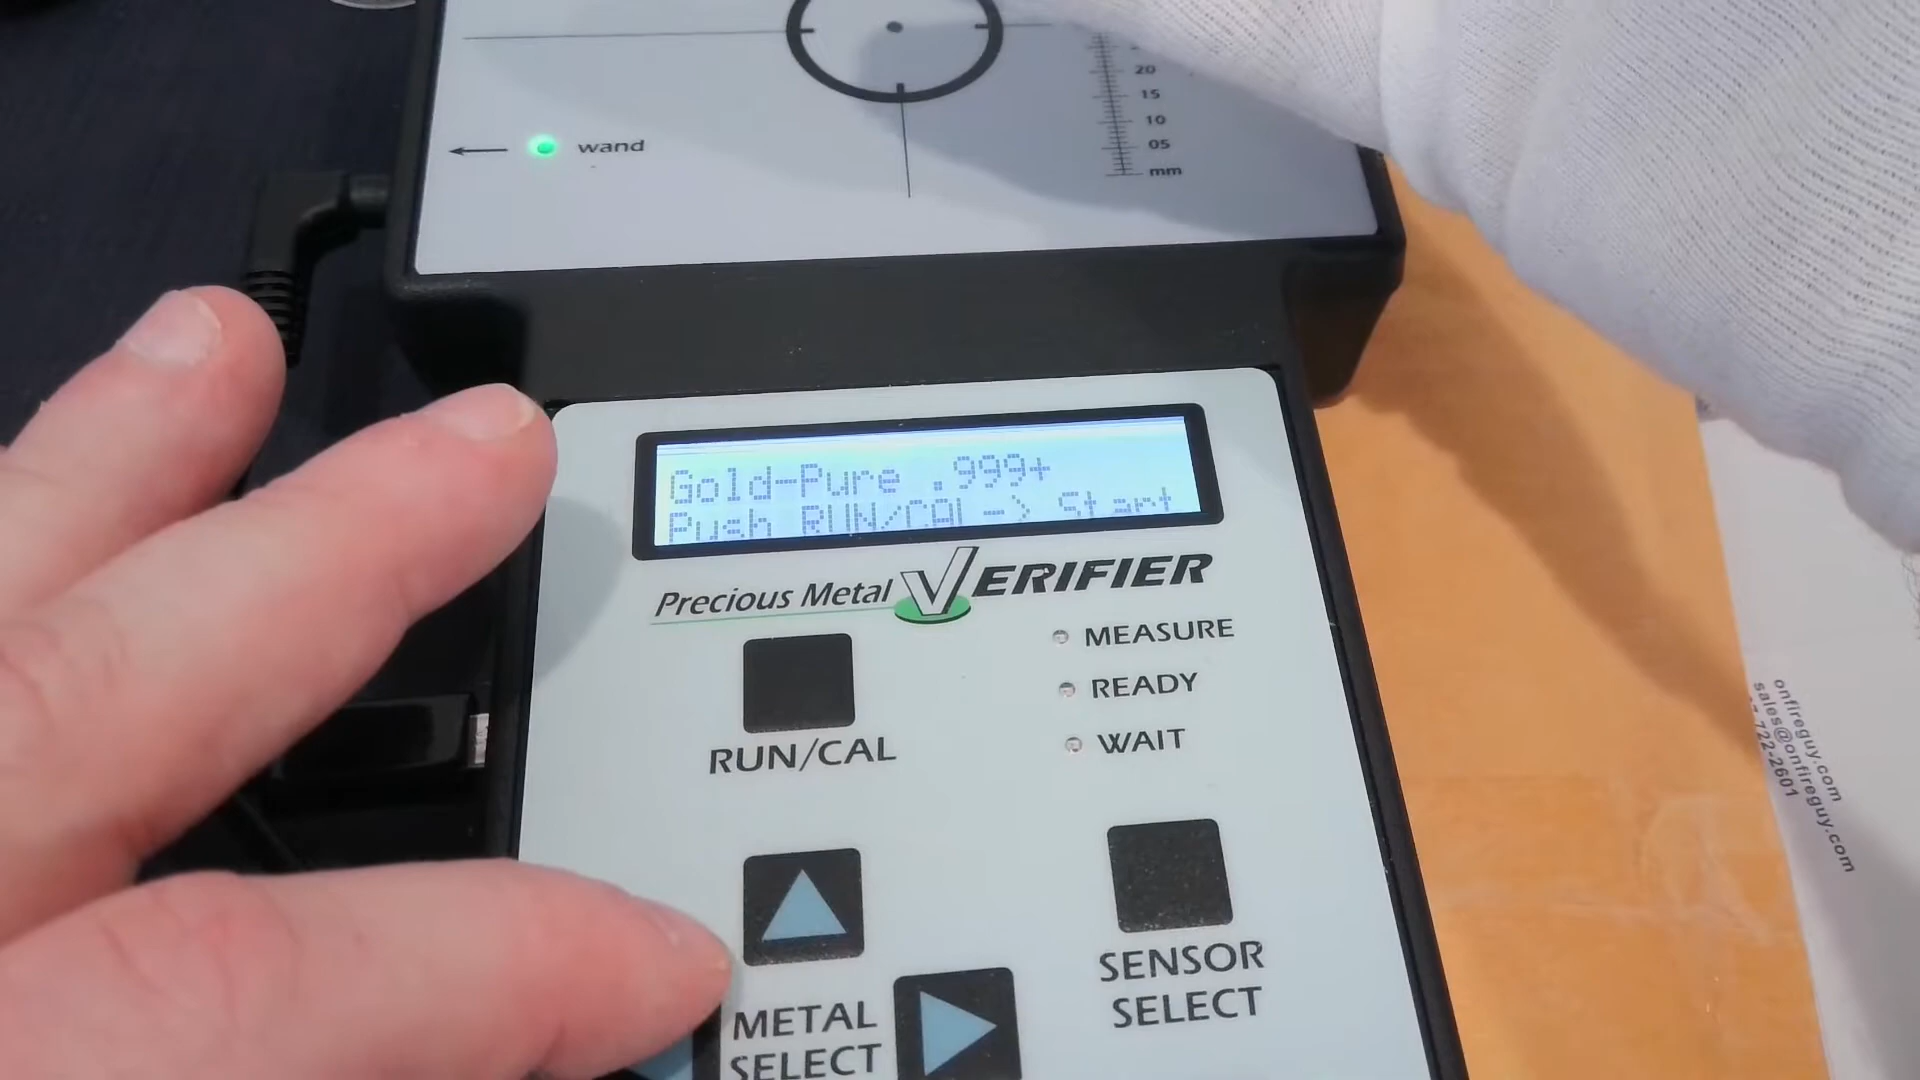 20
15
10
05
mm
wand
Gold-Pure .999+
Push RUN/CAL-> Start
Precious Metal VERIFIER
MEASURE
READY
WAIT
RUN/CAL
METAL
SELECT
SENSOR
SELECT
onfireguy.com
sales@onfireguy.com
722-2601